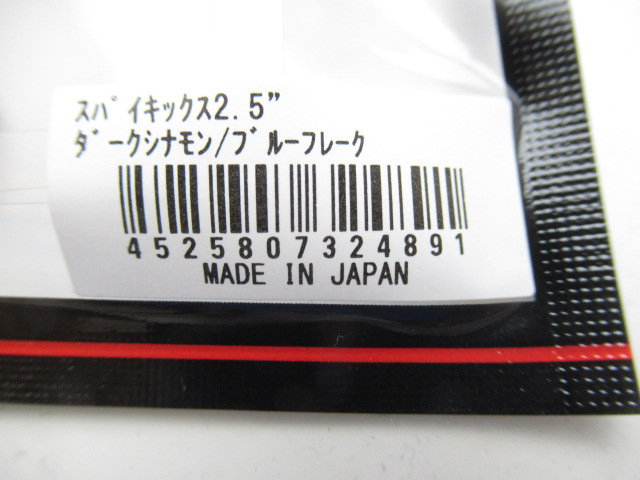 ｽﾊﾟｲｷｯｸｽ2.5”
ﾀﾞｰｸｼﾅﾓﾝ/ﾌﾞﾙｰﾌﾚｰｸ
4525807324891
MADE IN JAPAN